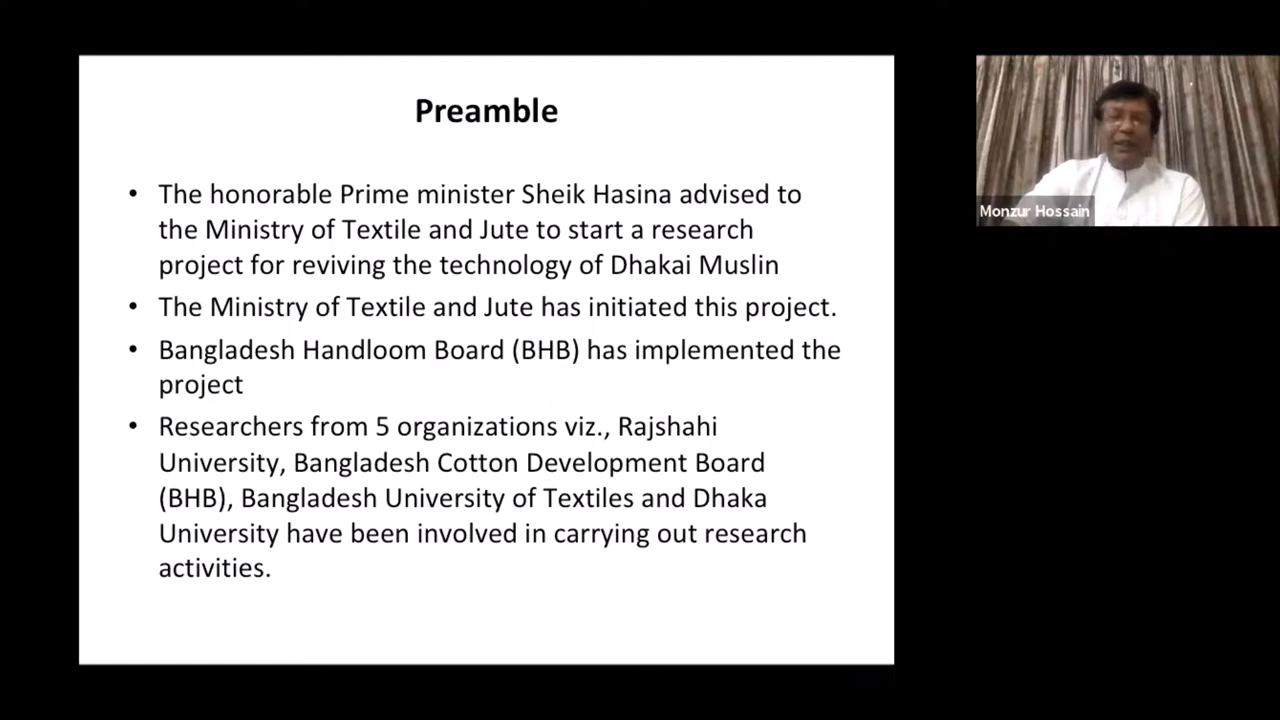 Preamble
• The honorable Prime minister Sheik Hasina advised to
the Ministry of Textile and Jute to start a research
project for reviving the technology of Dhakai Muslin
• The Ministry of Textile and Jute has initiated this project.
• Bangladesh Handloom Board (BHB) has implemented the
project
• Researchers from 5 organizations viz., Rajshahi
University, Bangladesh Cotton Development Board
(BHB), Bangladesh University of Textiles and Dhaka
University have been involved in carrying out research
activities.
Monzur Hossain